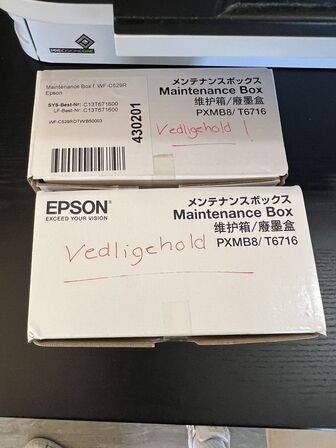 PRECISIONCORE
Maintenance Box f. WF-C529R
Epson
SYS-Best-Nr: C13T671600
LF-Best-Nr: C13T671600
WF-C529RDTWVB50003
430201
メンテナンスボックス
Maintenance Box
维护箱/廢墨盒
PXMB8/ T6716
Vedligehold !
EPSON
EXCEED YOUR VISION
メンテナンスボックス
Maintenance Box
维护箱/廢墨盒
PXMB8/ T6716
Vedligehold